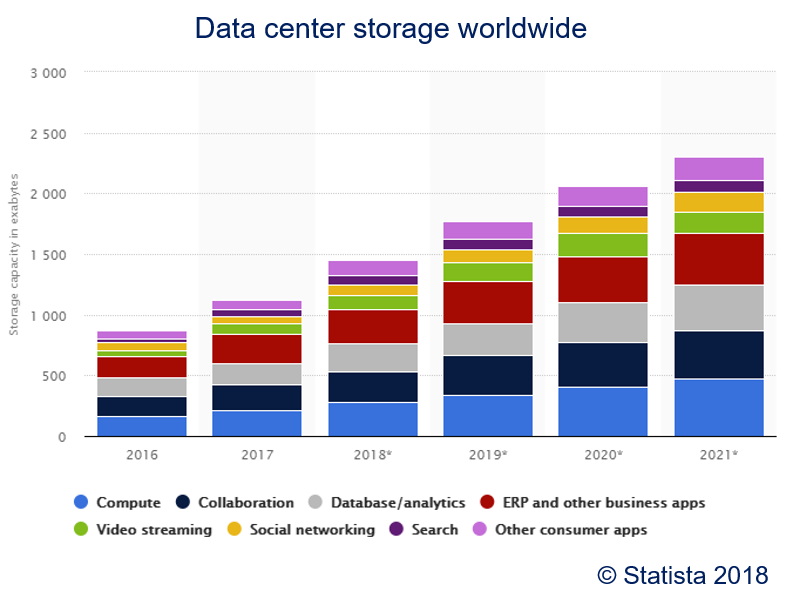 Data center storage worldwide
Storage capacity in exabytes
3 000
2 500
2 000
1 500
1 000
500
0
2016 2017 2018* 2019* 2020* 2021*
Compute Collaboration Database/analytics ERP and other business apps
Video streaming Social networking Search Other consumer apps
© Statista 2018